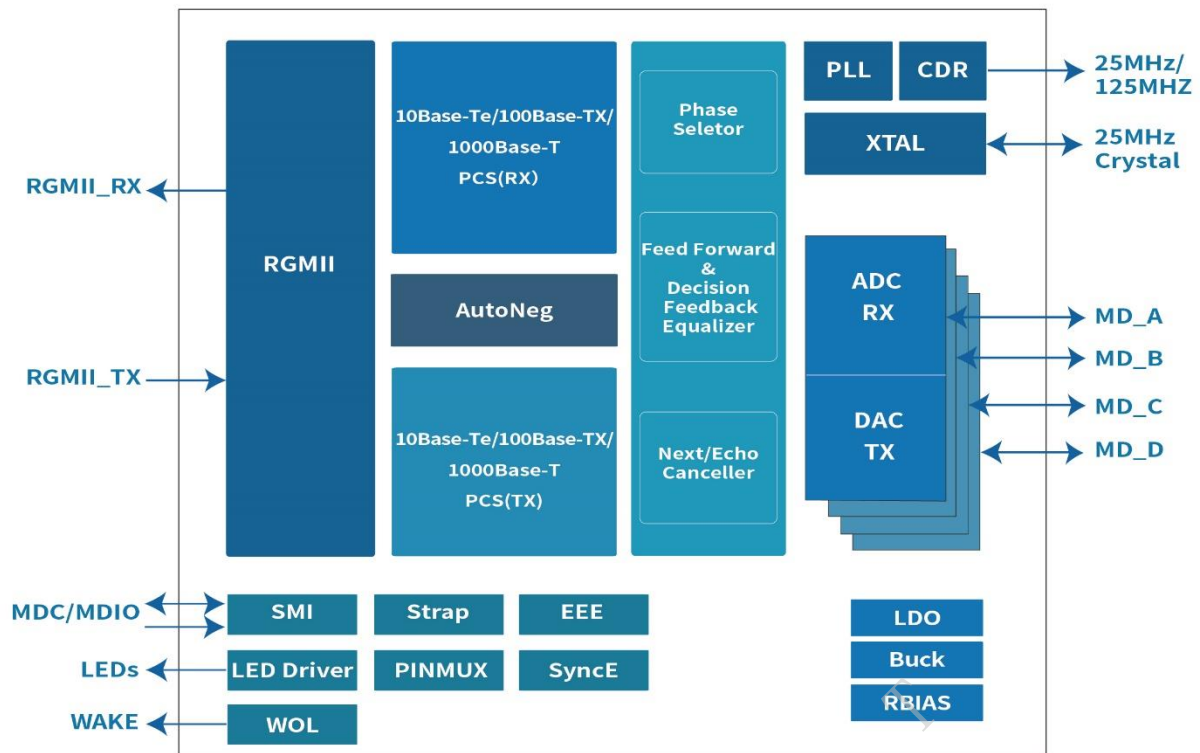 RGMII_RX
RGMII_TX
MDC/MDIO
LEDs
WAKE
RGMII
10Base-Te/100Base-TX/
1000Base-T
PCS(RX)
AutoNeg
10Base-Te/100Base-TX/
1000Base-T
PCS(TX)
Phase
Seletor
Feed Forward
&
Decision
Feedback
Equalizer
Next/Echo
Canceller
PLL
CDR
XTAL
25MHz/
125MHZ
25MHz
Crystal
ADC
RX
DAC
TX
MD_A
MD_B
MD_C
MD_D
SMI
Strap
EEE
LED Driver
PINMUX
SyncE
WOL
LDO
Buck
RBIAS
T